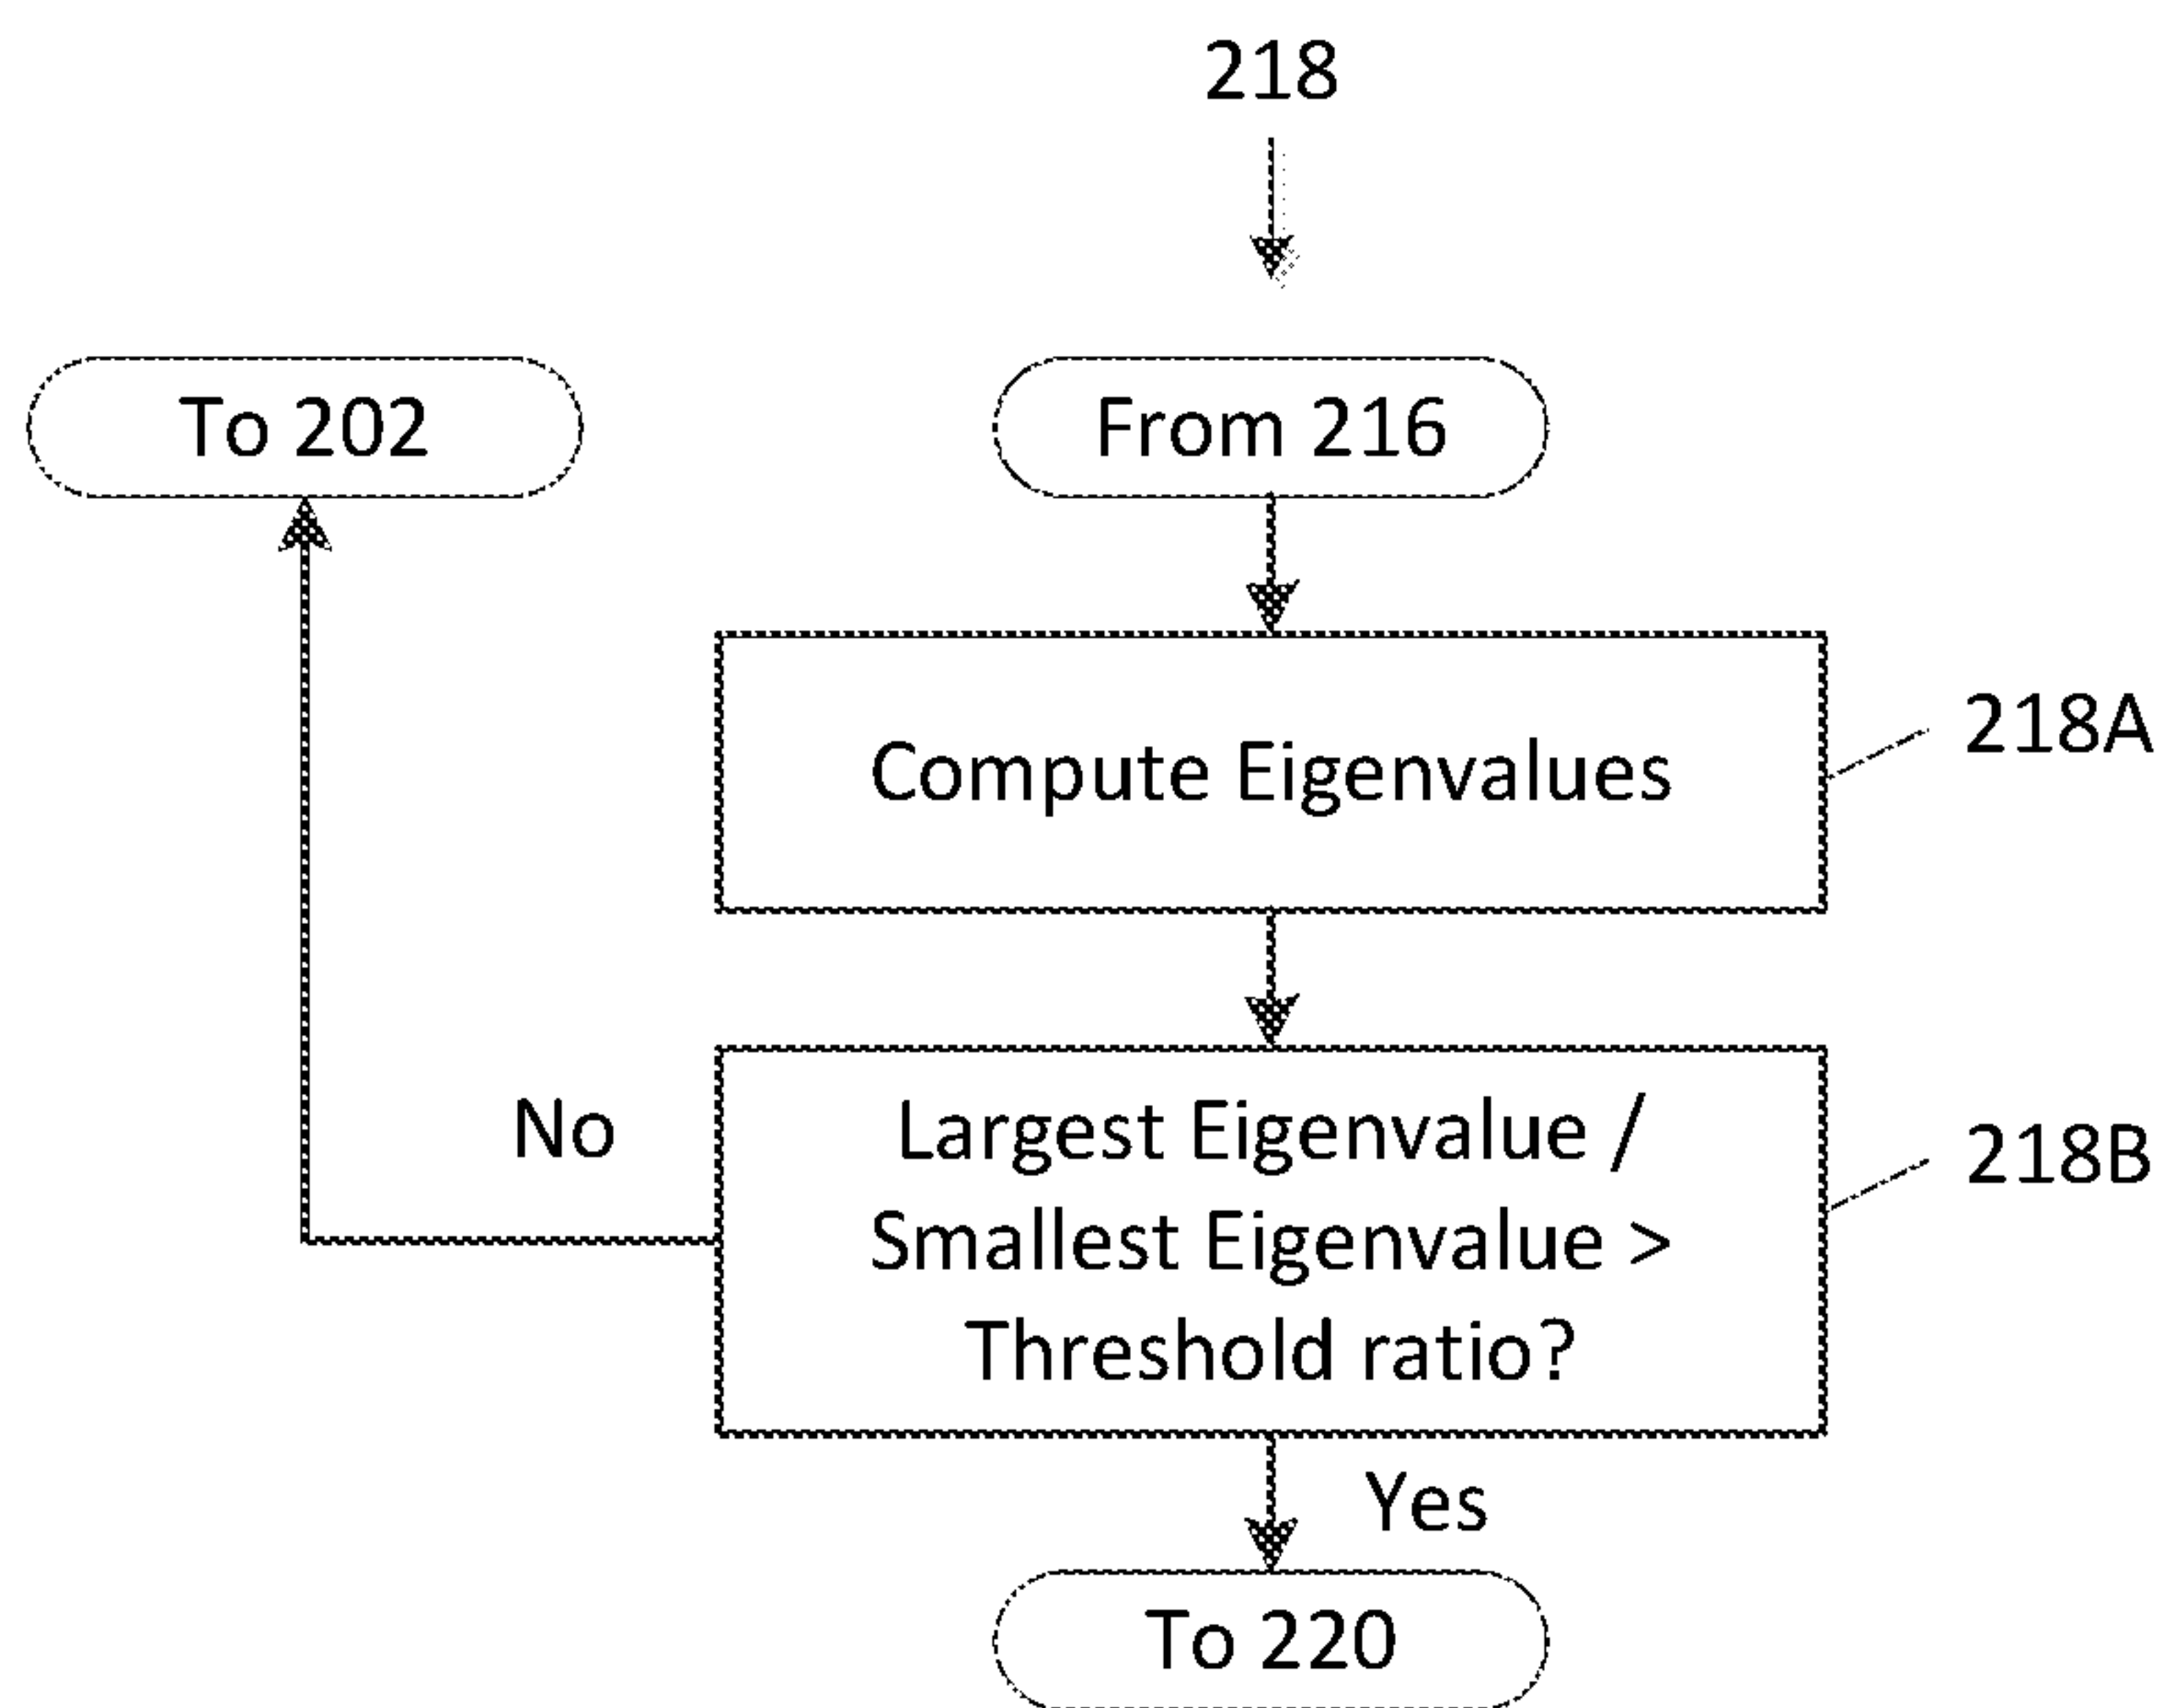 218
To 202
From 216
Compute Eigenvalues
218A
No
Largest Eigenvalue /
Smallest Eigenvalue >
Threshold ratio?
218B
Yes
To 220